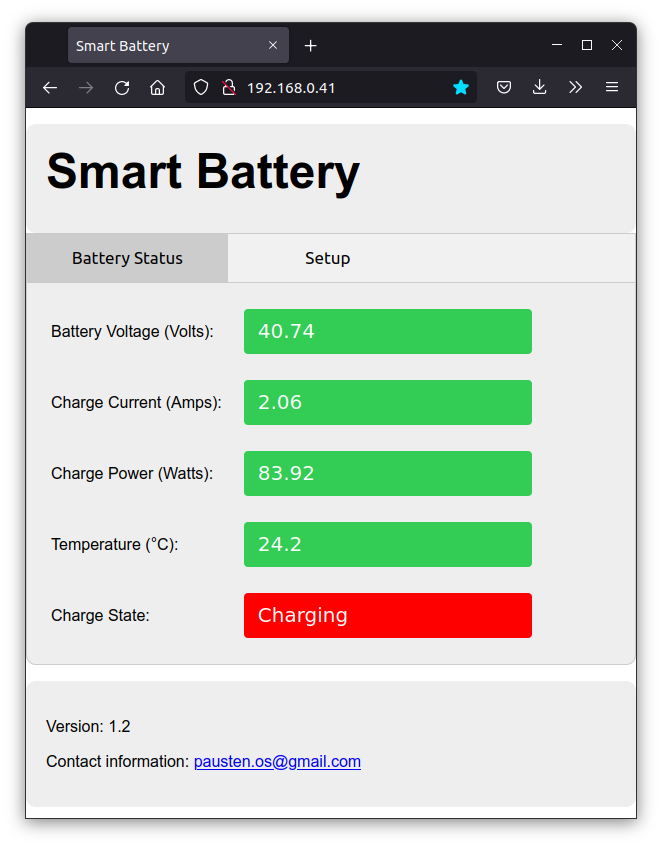 Smart Battery
192.168.0.41
Smart Battery
Battery Status Setup
Battery Voltage (Volts): 40.74
Charge Current (Amps): 2.06
Charge Power (Watts): 83.92
Temperature (°C): 24.2
Charge State: Charging
Version: 1.2
Contact information: pausten.os@gmail.com